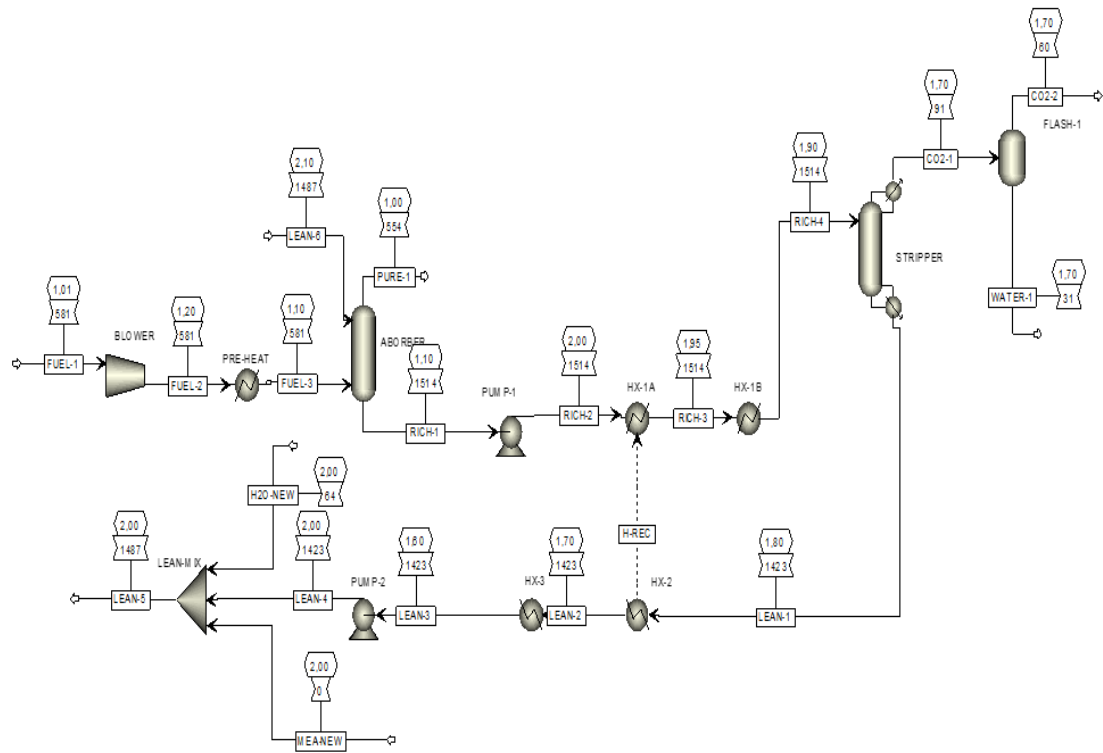 1,70
60
CO2-2
FLASH-1
1,70
91
CO2-1
1,90
1514
RICH-4
STRIPPER
1,70
31
WATER-1
2,10
1487
LEAN-6
1,00
554
PURE-1
1,01
581
FUEL-1
BLOWER
1,20
581
FUEL-2
PRE-HEAT
1,10
581
FUEL-3
ABORBER
1,10
1514
RICH-1
PUMP-1
2,00
1514
RICH-2
HX-1A
1,95
1514
RICH-3
HX-1B
H2O-NEW
2,00
64
2,00
1487
LEAN-5
LEAN-MIX
2,00
1423
LEAN-4
PUMP-2
1,60
1423
LEAN-3
HX-3
1,70
1423
LEAN-2
H-REC
HX-2
1,80
1423
LEAN-1
2,00
0
MEA-NEW